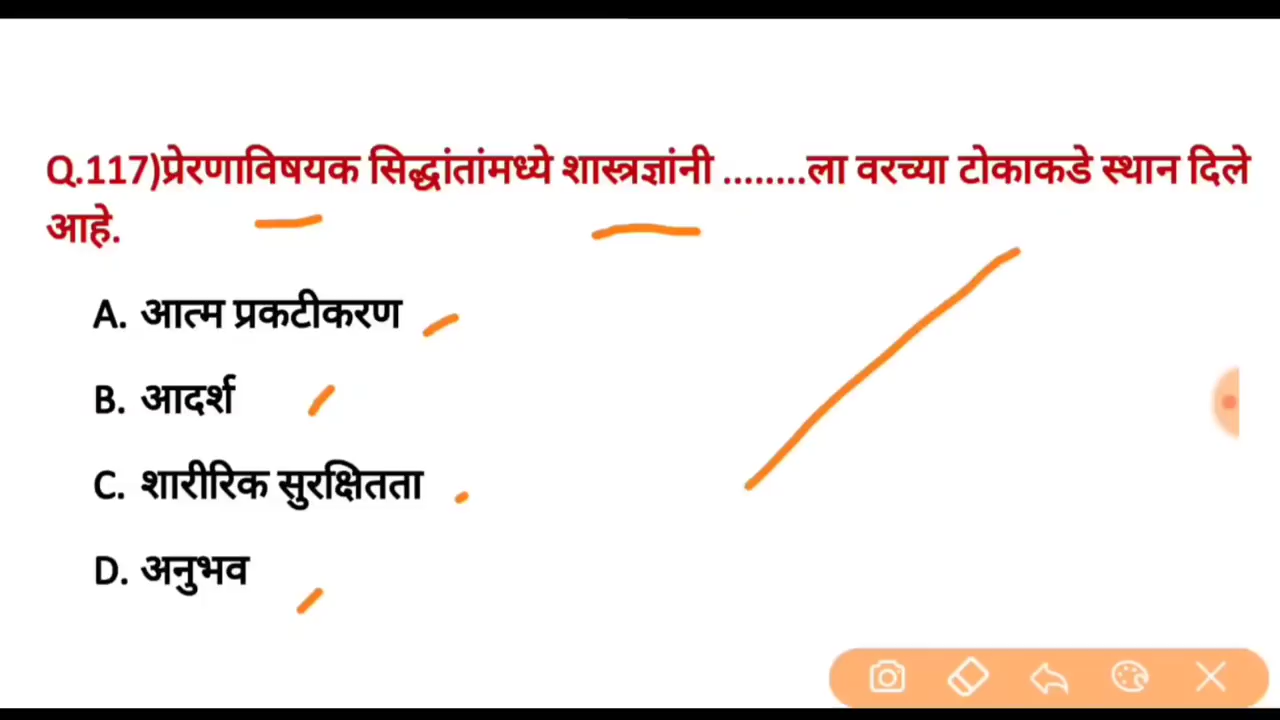 Q.117)प्रेरणाविषयक सिद्धांतांमध्ये शास्त्रज्ञांनी ........ला वरच्या टोकाकडे स्थान दिले
आहे.
A. आत्म प्रकटीकरण
B. आदर्श
C. शारीरिक सुरक्षितता
D. अनुभव